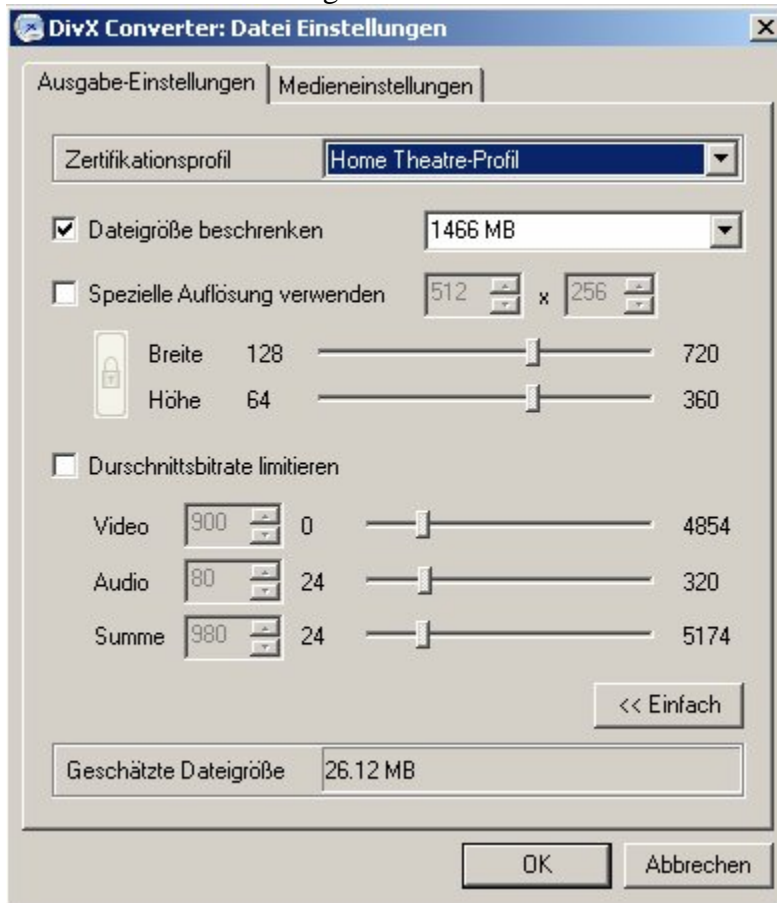 DivX Converter: Datei Einstellungen
Ausgabe-Einstellungen Medieneinstellungen
Zertifikationsprofil Home Theatre-Profil
Dateigröße beschrenken 1466 MB
Spezielle Auflösung verwenden 512 x 256
Breite 128 720
Höhe 64 360
Durschnittsbitrate limitieren
Video 900 0 4854
Audio 80 24 320
Summe 980 24 5174
<< Einfach
Geschätzte Dateigröße 26.12 MB
OK Abbrechen